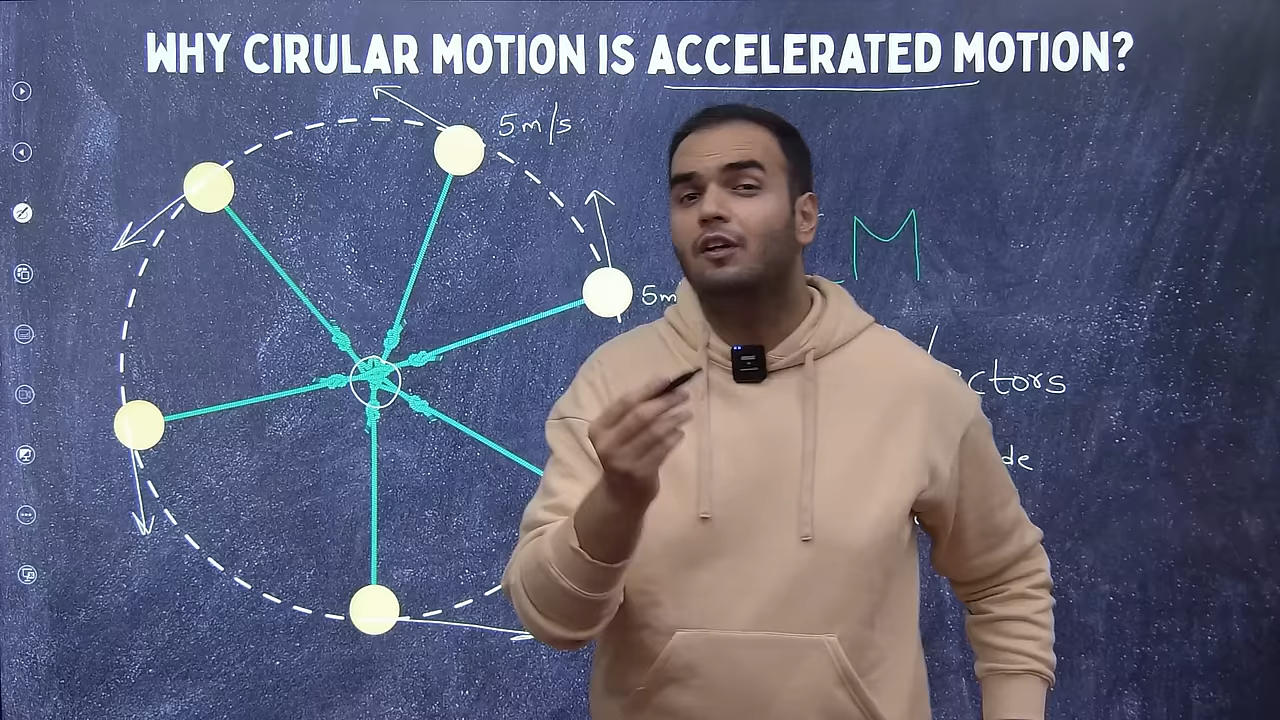 WHY CIRULAR MOTION IS ACCELERATED MOTION?
5m/s
5m
M
ctors
de